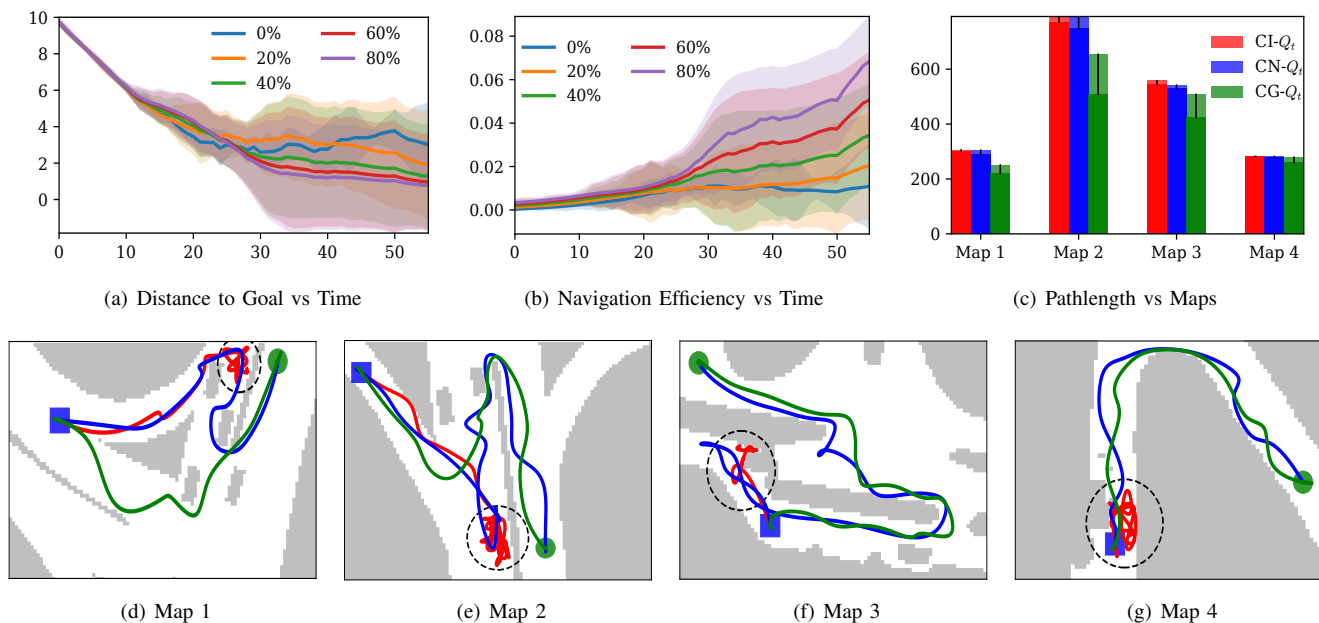 10
8
6
4
2
0
0 10 20 30 40 50
0% 60%
20% 80%
40%
(a) Distance to Goal vs Time
0.08
0.06
0.04
0.02
0.00
0 10 20 30 40 50
0% 60%
20% 80%
40%
(b) Navigation Efficiency vs Time
600
400
200
0
Map 1 Map 2 Map 3 Map 4
CI-Qt
CN-Qt
CG-Qt
(c) Pathlength vs Maps
(d) Map 1
(e) Map 2
(f) Map 3
(g) Map 4